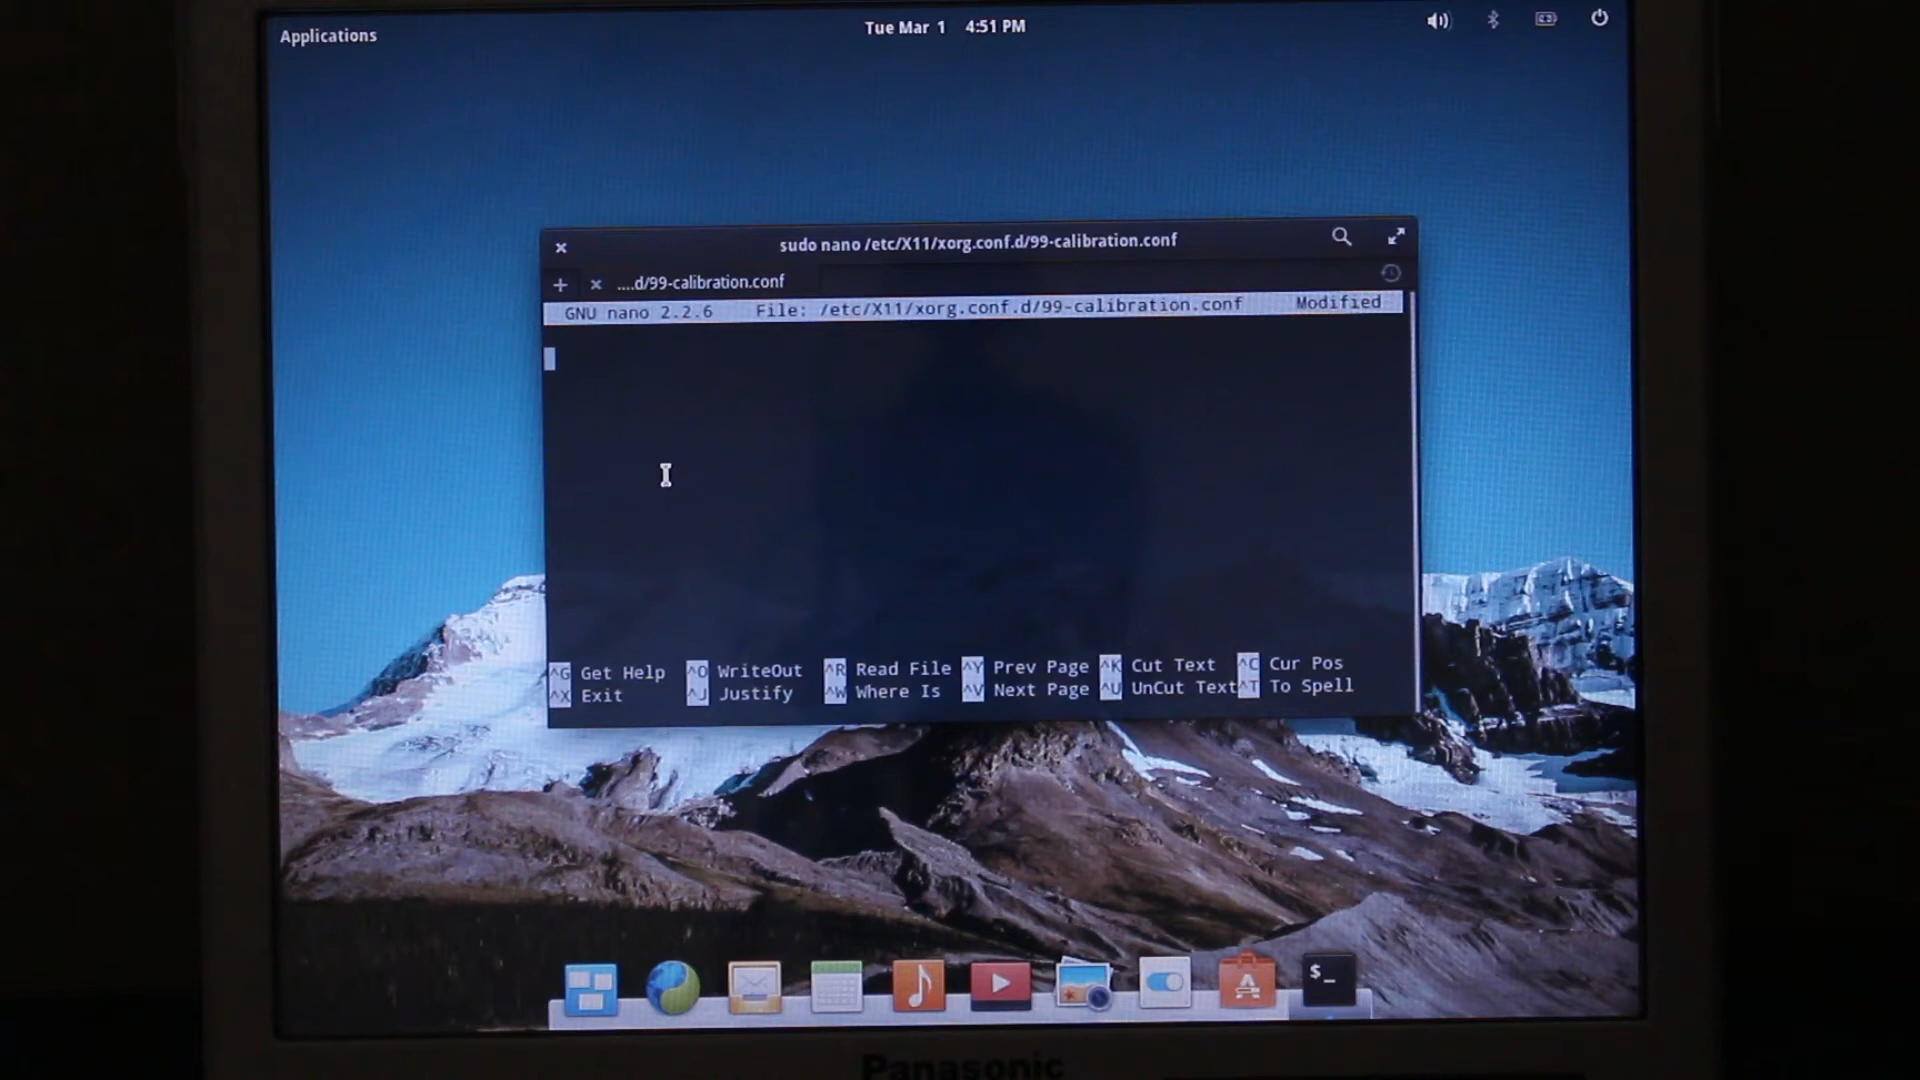 Applications
Tue Mar 1 4:51 PM
sudo nano /etc/X11/xorg.conf.d/99-calibration.conf
....d/99-calibration.conf
GNU nano 2.2.6 File: /etc/X11/xorg.conf.d/99-calibration.conf Modified
^G Get Help ^O WriteOut ^R Read File ^Y Prev Page ^K Cut Text ^C Cur Pos
^X Exit ^J Justify ^W Where Is ^V Next Page ^U UnCut Text ^T To Spell
$_
Panasonic